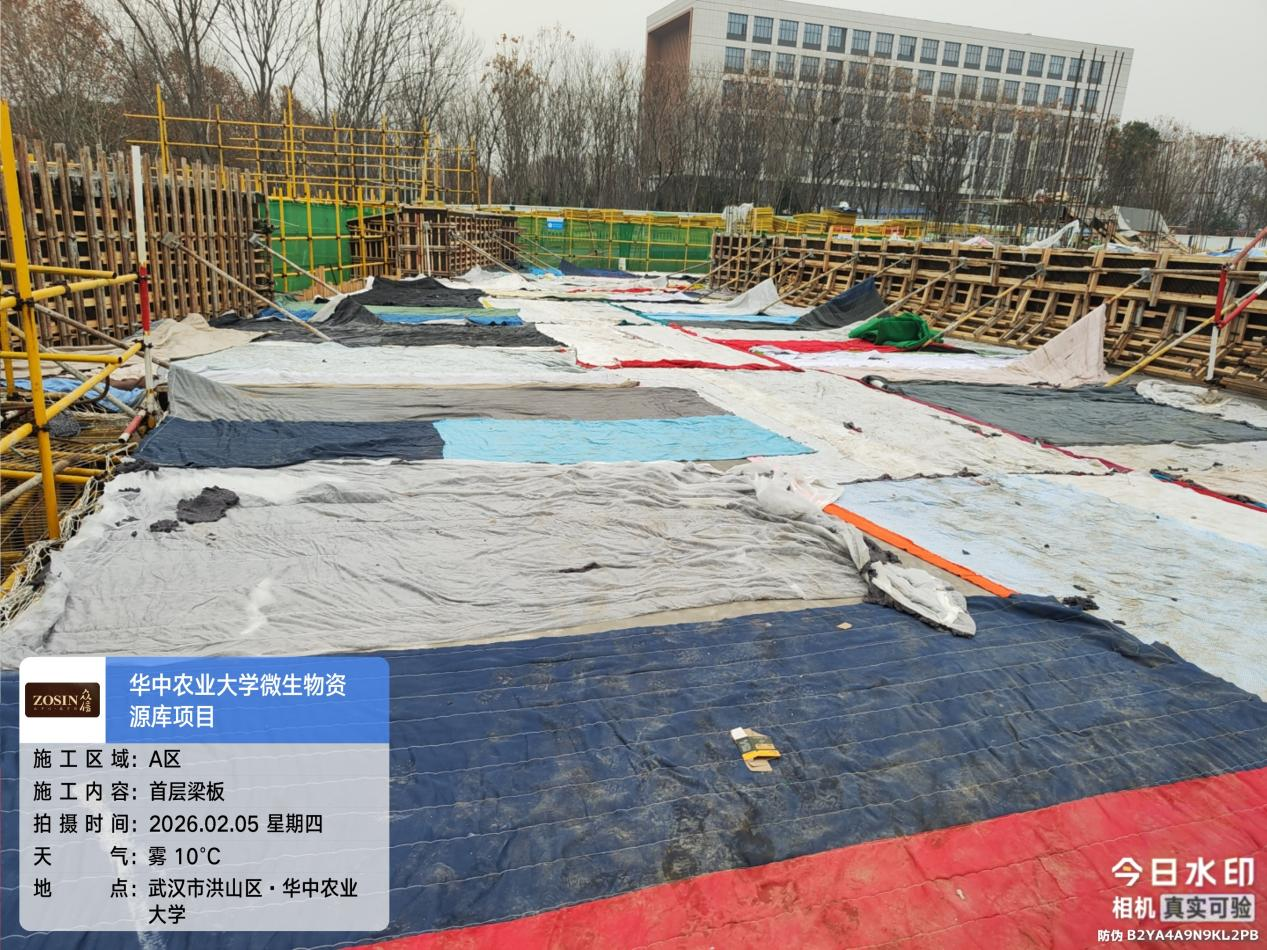 ZOSIN 众信
华中农业大学微生物资
源库项目
施工区域：A区
施工内容：首层梁板
拍摄时间：2026.02.05 星期四
天气：雾 10℃
地点：武汉市洪山区·华中农业
大学
今日水印
相机 真实可验
防伪 B2YA4A9N9KL2PB